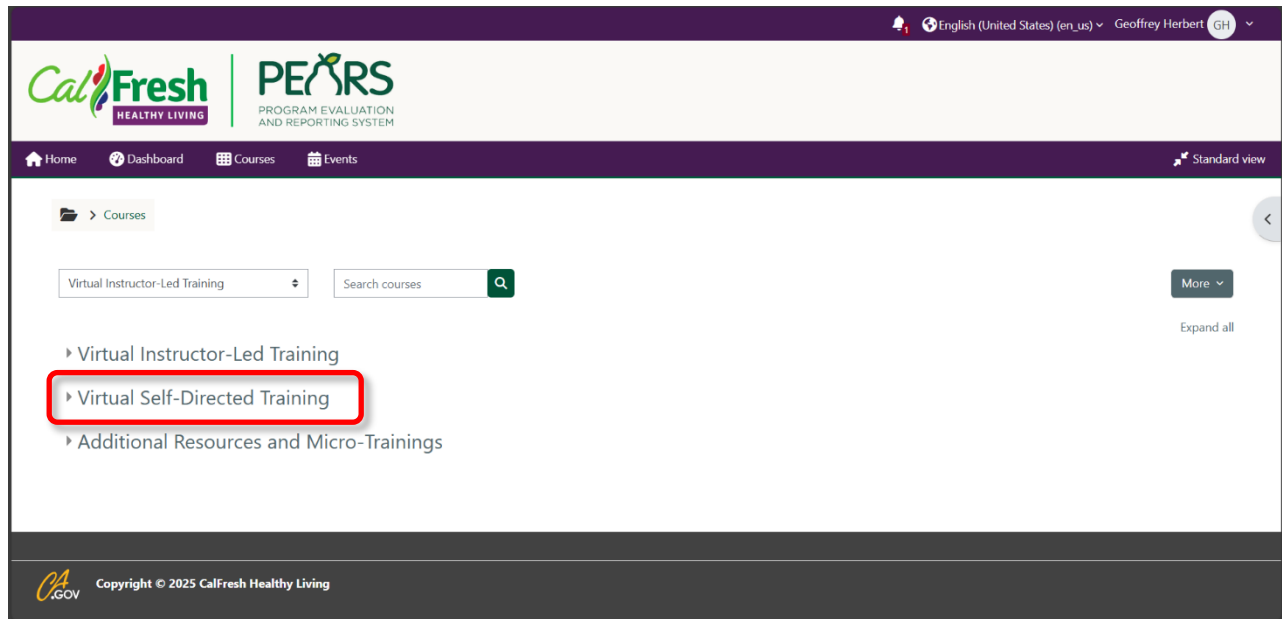 1 English (United States) (en_us) Geoffrey Herbert GH
CalFresh
HEALTHY LIVING
PEARS
PROGRAM EVALUATION
AND REPORTING SYSTEM
Home Dashboard Courses Events Standard view
Courses
Virtual Instructor-Led Training Search courses More
Expand all
Virtual Instructor-Led Training
Virtual Self-Directed Training
Additional Resources and Micro-Trainings
CA.GOV Copyright © 2025 CalFresh Healthy Living